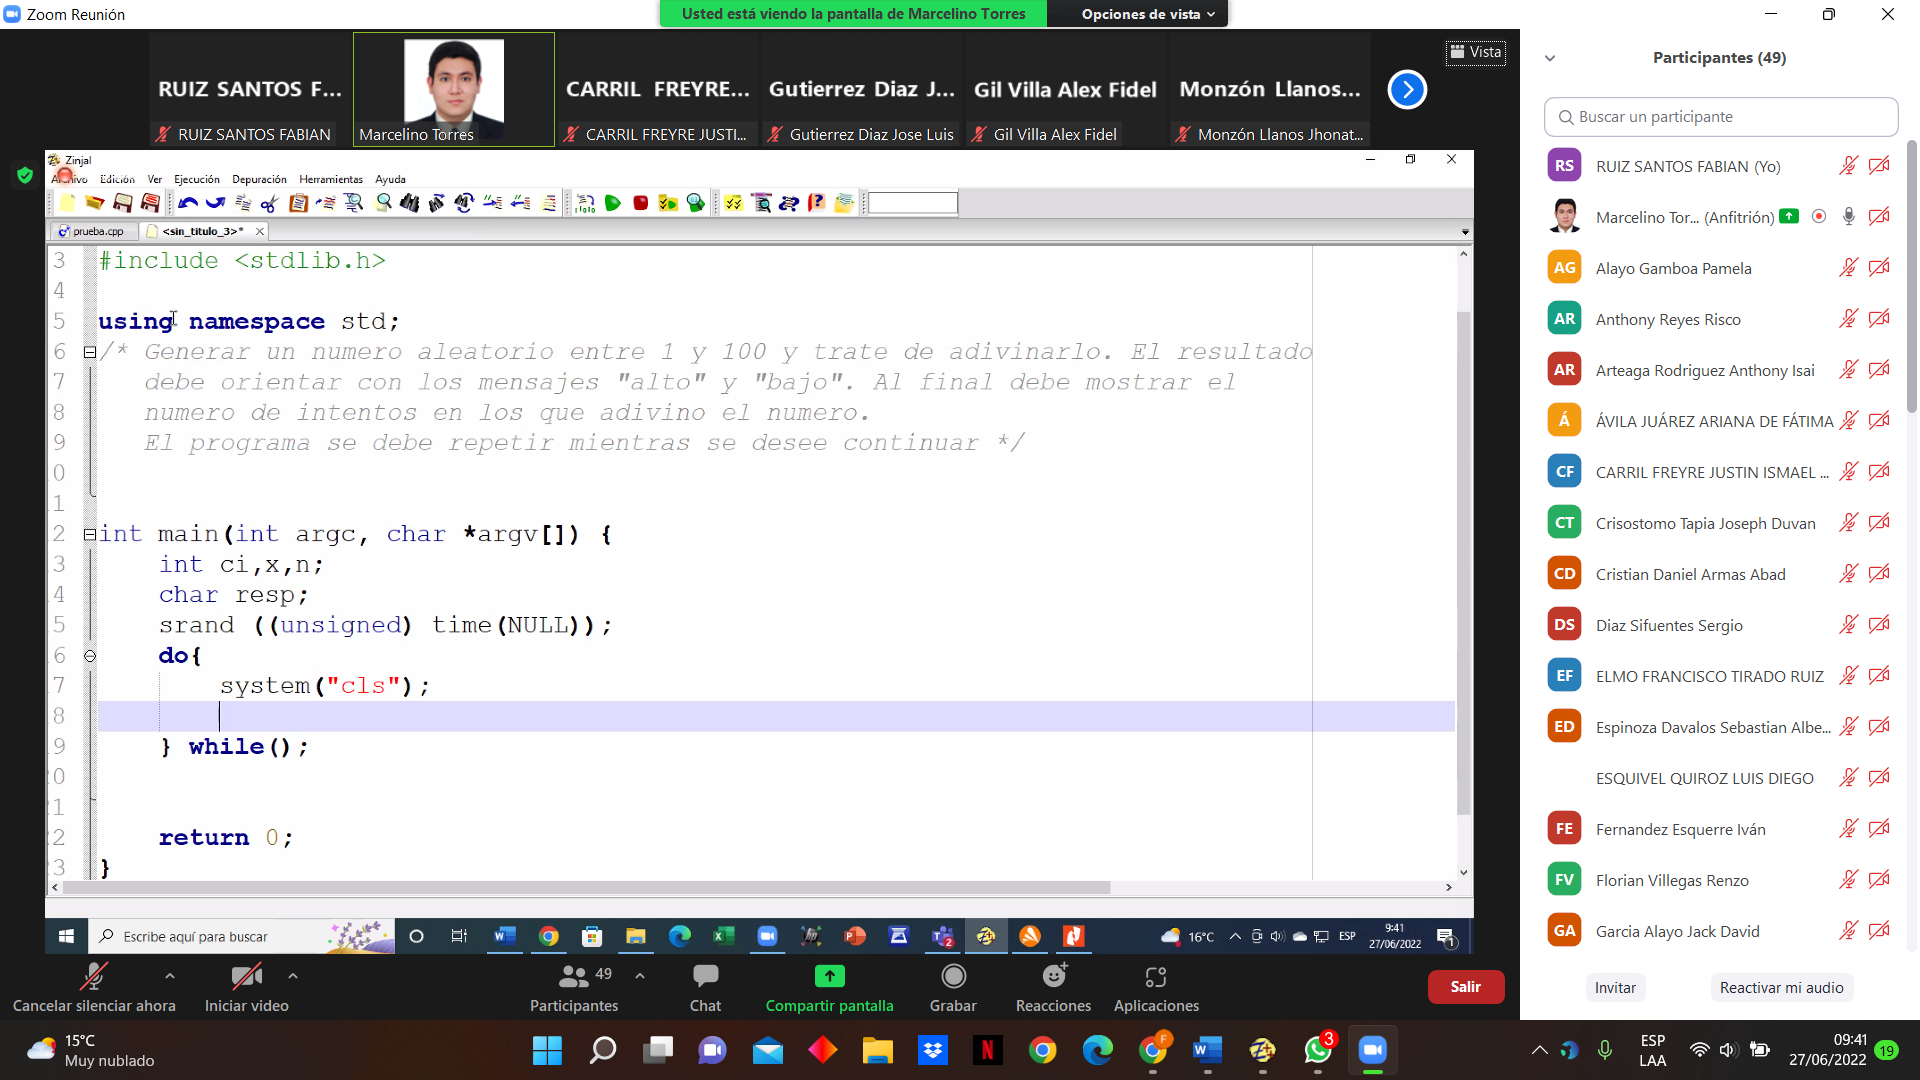 Zoom Reunión
Usted está viendo la pantalla de Marcelino Torres
Opciones de vista
Vista
RUIZ SANTOS F...
CARRIL FREYRE...
Gutierrez Diaz J...
Gil Villa Alex Fidel
Monzón Llanos...
RUIZ SANTOS FABIAN
Marcelino Torres
CARRIL FREYRE JUSTI...
Gutierrez Diaz Jose Luis
Gil Villa Alex Fidel
Monzón Llanos Jhonat...
Zinjal
Archivo Edición Ver Ejecución Depuración Herramientas Ayuda
prueba.cpp
<sin_titulo_3>*
3 #include <stdlib.h>
4
5 using namespace std;
6 /* Generar un numero aleatorio entre 1 y 100 y trate de adivinarlo. El resultado
7 debe orientar con los mensajes "alto" y "bajo". Al final debe mostrar el
8 numero de intentos en los que adivino el numero.
9 El programa se debe repetir mientras se desee continuar */
0
1
2 int main(int argc, char *argv[]) {
3 int ci,x,n;
4 char resp;
5 srand ((unsigned) time(NULL));
6 do{
7 system("cls");
8
9 } while();
0
1
2 return 0;
3 }
Escribe aquí para buscar
16°C
ESP
9:41
27/06/2022
1
Cancelar silenciar ahora
Iniciar video
49
Participantes
Chat
Compartir pantalla
Grabar
Reacciones
Aplicaciones
Salir
Participantes (49)
Buscar un participante
RS RUIZ SANTOS FABIAN (Yo)
Marcelino Tor... (Anfitrión)
AG Alayo Gamboa Pamela
AR Anthony Reyes Risco
AR Arteaga Rodriguez Anthony Isai
Á ÁVILA JUÁREZ ARIANA DE FÁTIMA
CF CARRIL FREYRE JUSTIN ISMAEL ...
CT Crisostomo Tapia Joseph Duvan
CD Cristian Daniel Armas Abad
DS Diaz Sifuentes Sergio
EF ELMO FRANCISCO TIRADO RUIZ
ED Espinoza Davalos Sebastian Albe...
ESQUIVEL QUIROZ LUIS DIEGO
FE Fernandez Esquerre Iván
FV Florian Villegas Renzo
GA Garcia Alayo Jack David
Invitar
Reactivar mi audio
15°C
Muy nublado
3
ESP
LAA
09:41
27/06/2022
19